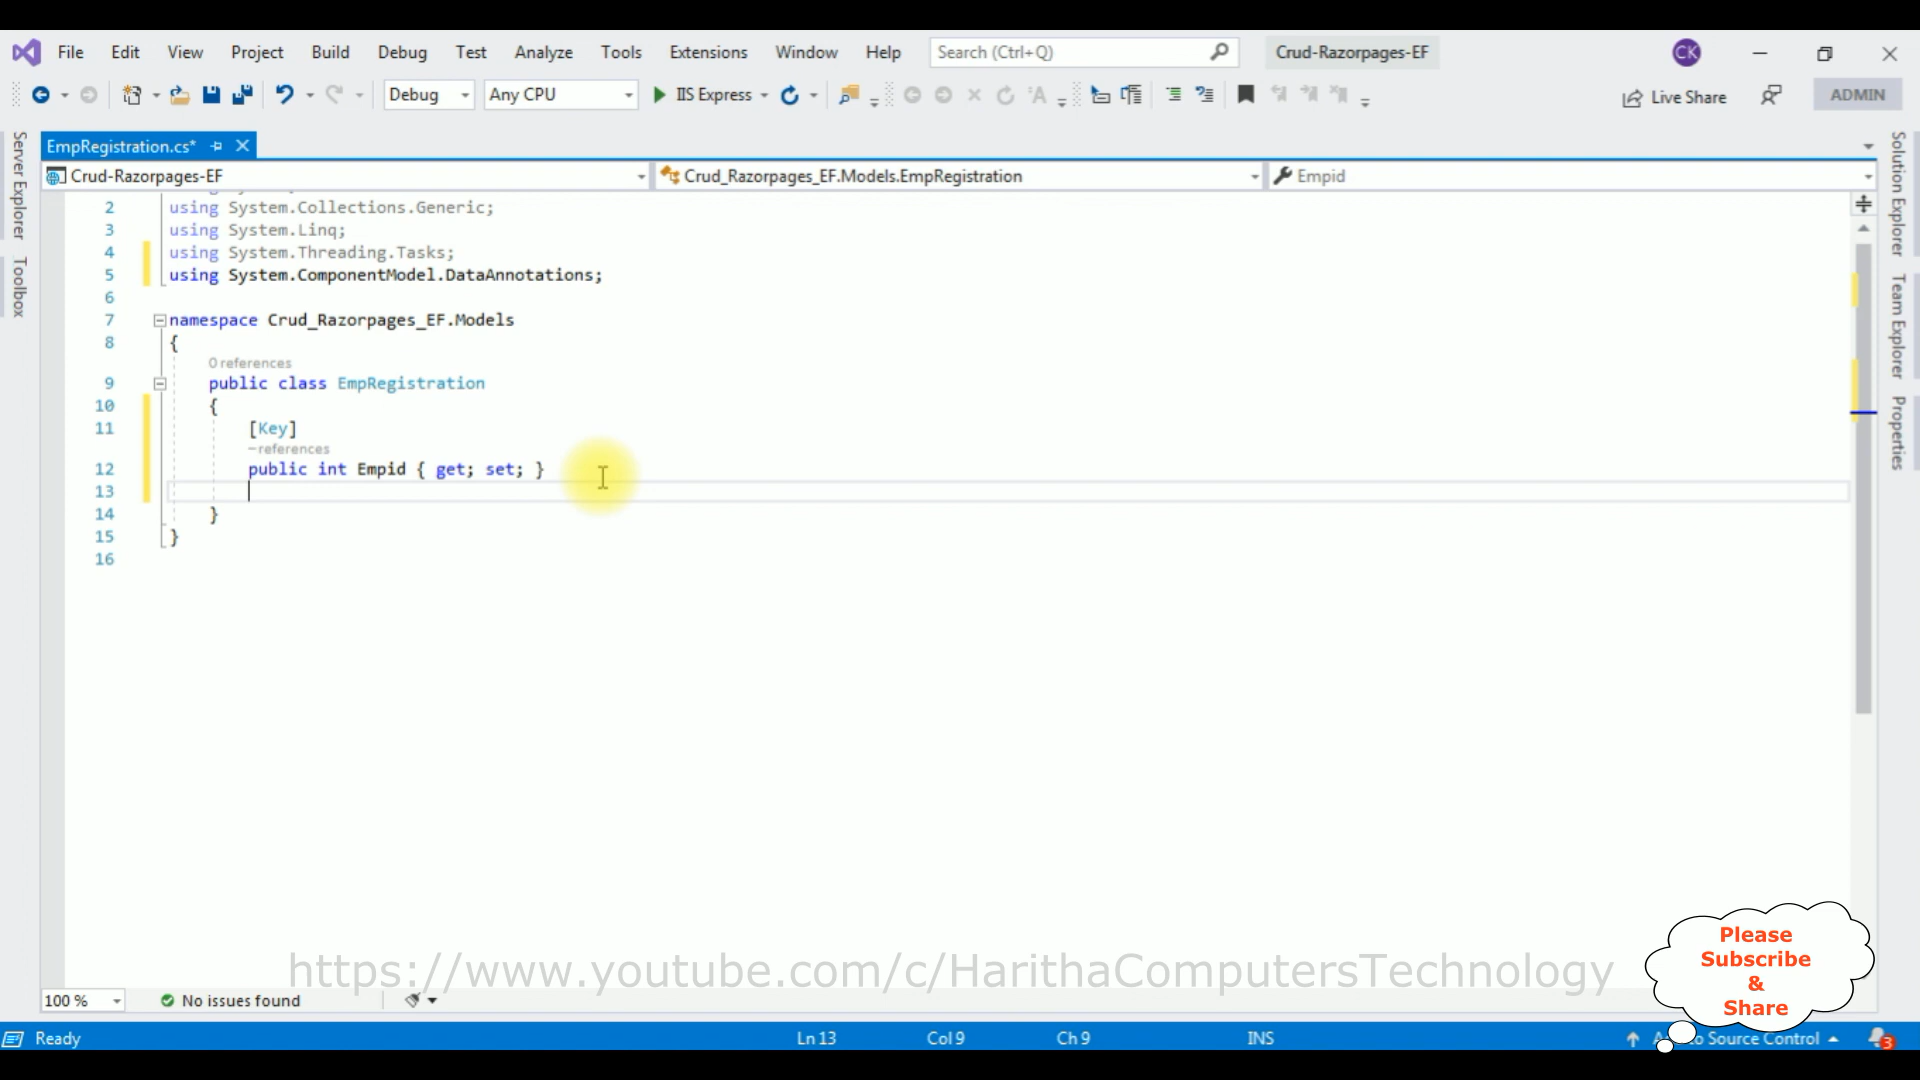 File Edit View Project Build Debug Test Analyze Tools Extensions Window Help Search (Ctrl+Q) Crud-Razorpages-EF CK
Debug Any CPU IIS Express Live Share ADMIN
Server Explorer
Toolbox
EmpRegistration.cs*
Crud-Razorpages-EF Crud_Razorpages_EF.Models.EmpRegistration Empid
2 using System.Collections.Generic;
3 using System.Linq;
4 using System.Threading.Tasks;
5 using System.ComponentModel.DataAnnotations;
6
7 namespace Crud_Razorpages_EF.Models
8 {
0 references
9 public class EmpRegistration
10 {
11 [Key]
-references
12 public int Empid { get; set; }
13
14 }
15 }
16
Solution Explorer
Team Explorer
Properties
https://www.youtube.com/c/HarithaComputersTechnology
Please
Subscribe
&
Share
100 % No issues found
Ready Ln 13 Col 9 Ch 9 INS to Source Control 3